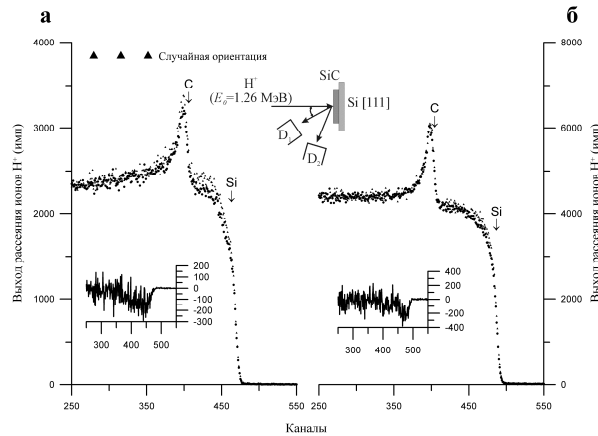 а
б
4000
3000
2000
1000
0
Выход рассеяния ионое H⁺ (имп)
▲ ▲ ▲ Случайная ориентация
C
Si
H⁺
(E₀=1.26 МэВ)
SiC
Si [111]
D₁
D₂
C
Si
8000
6000
4000
2000
0
Выход рассеяния ионое H⁺ (имп)
200
100
0
-100
-200
-300
300 400 500
400
200
0
-200
-400
300 400 500
250 350 450 550
250 350 450 550
Каналы